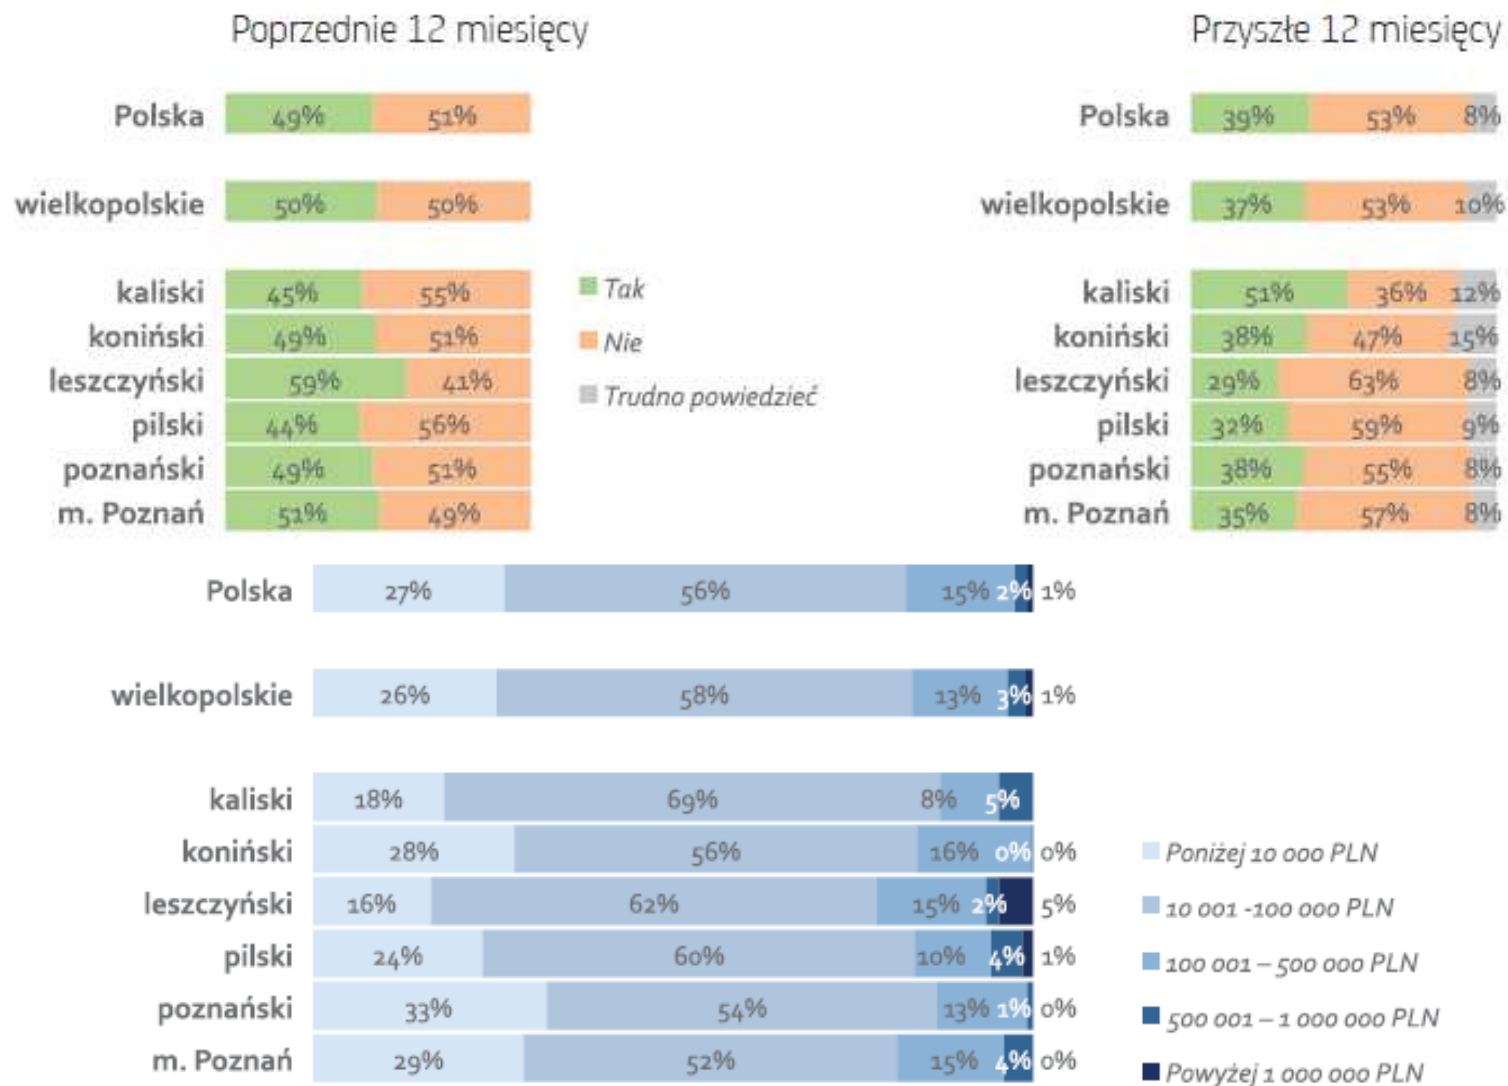 Poprzednie 12 miesięcy
Przyszłe 12 miesięcy
Polska 49% 51%
Polska 39% 53% 8%
wielkopolskie 50% 50%
wielkopolskie 37% 53% 10%
kaliski 45% 55%
koniński 49% 51%
leszczyński 59% 41%
pilski 44% 56%
poznański 49% 51%
m. Poznań 51% 49%
Tak
Nie
Trudno powiedzieć
kaliski 51% 36% 12%
koniński 38% 47% 15%
leszczyński 29% 63% 8%
pilski 32% 59% 9%
poznański 38% 55% 8%
m. Poznań 35% 57% 8%
Polska 27% 56% 15% 2% 1%
wielkopolskie 26% 58% 13% 3% 1%
kaliski 18% 69% 8% 5%
koniński 28% 56% 16% 0% 0%
leszczyński 16% 62% 15% 2% 5%
pilski 24% 60% 10% 4% 1%
poznański 33% 54% 13% 1% 0%
m. Poznań 29% 52% 15% 4% 0%
Poniżej 10 000 PLN
10 001 -100 000 PLN
100 001 – 500 000 PLN
500 001 – 1 000 000 PLN
Powyżej 1 000 000 PLN